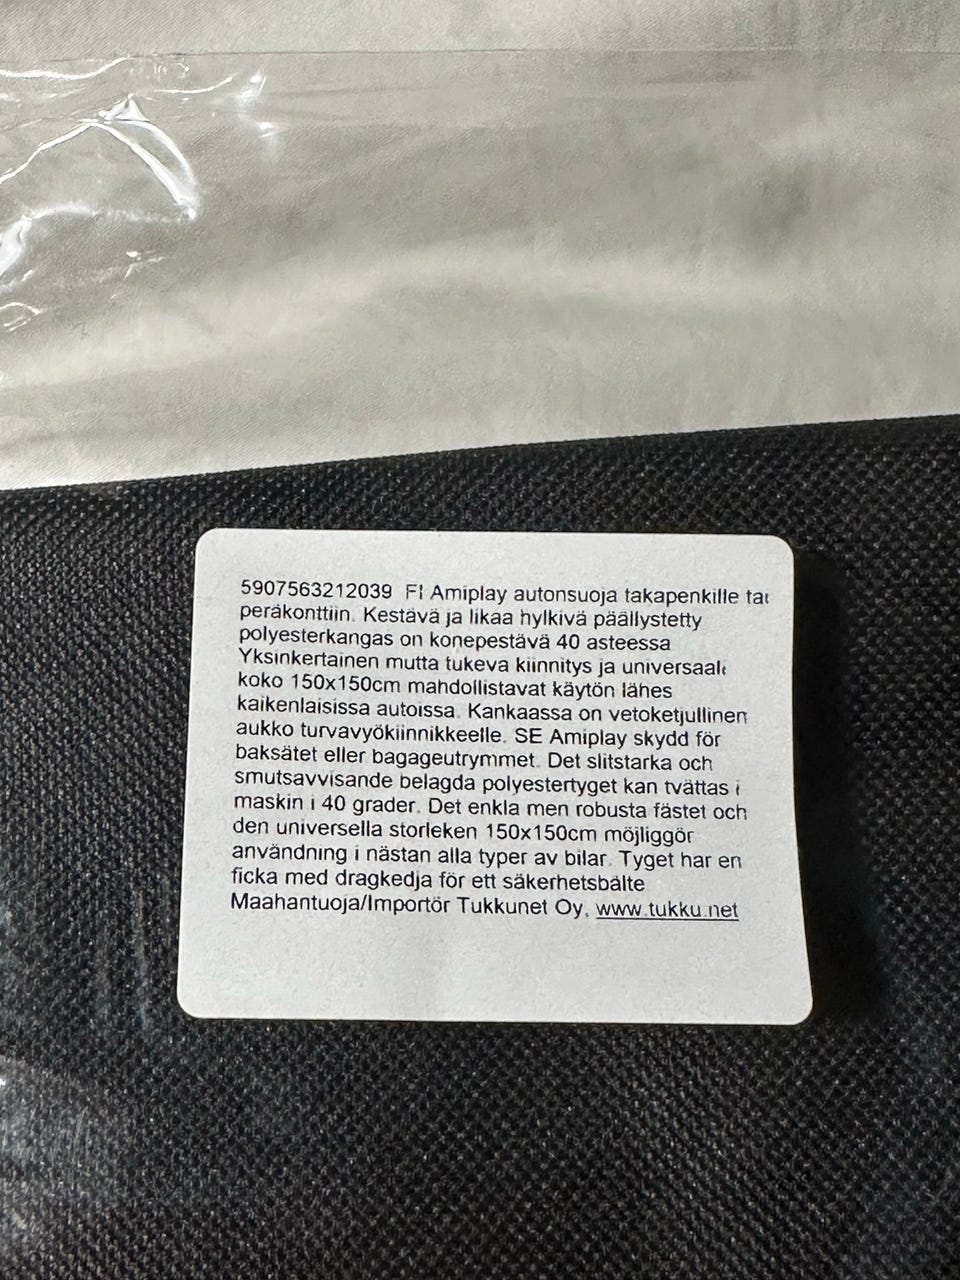 5907563212039 FI Amiplay autonsuoja takapenkille tai
peräkonttiin. Kestävä ja likaa hylkivä päällystetty
polyesterkangas on konepestävä 40 asteessa
Yksinkertainen mutta tukeva kiinnitys ja universaali
koko 150x150cm mahdollistavat käytön lähes
kaikenlaisissa autoissa. Kankaassa on vetoketjullinen
aukko turvavyökiinnikkeelle. SE Amiplay skydd för
baksätet eller bagageutrymmet. Det slitstarka och
smutsavvisande belagda polyestertyget kan tvättas i
maskin i 40 grader. Det enkla men robusta fästet och
den universella storleken 150x150cm möjliggör
användning i nästan alla typer av bilar. Tyget har en
ficka med dragkedja för ett säkerhetsbälte
Maahantuoja/Importör Tukkunet Oy, www.tukku.net